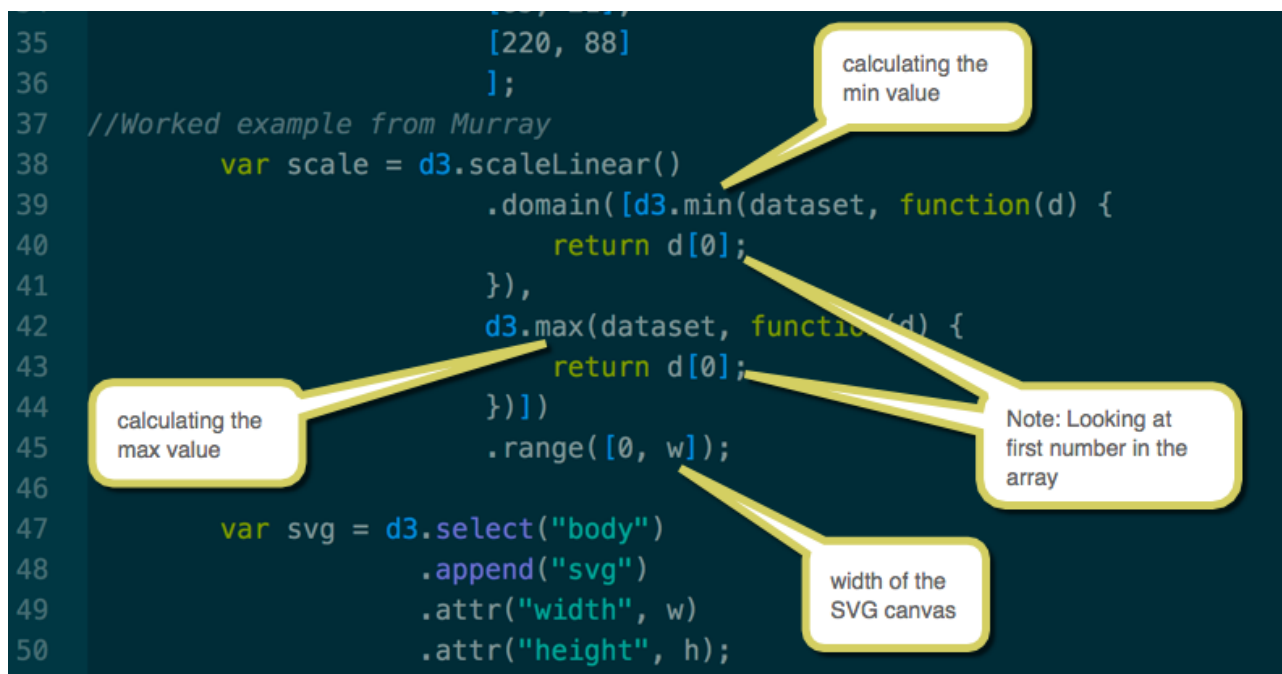 35 [220, 88]
36 ];
37 //Worked example from Murray
38 var scale = d3.scaleLinear()
39 .domain([d3.min(dataset, function(d) {
40 return d[0];
41 }),
42 d3.max(dataset, function(d) {
43 return d[0];
44 })])
45 .range([0, w]);
46
47 var svg = d3.select("body")
48 .append("svg")
49 .attr("width", w)
50 .attr("height", h);
calculating the
min value
calculating the
max value
Note: Looking at
first number in the
array
width of the
SVG canvas